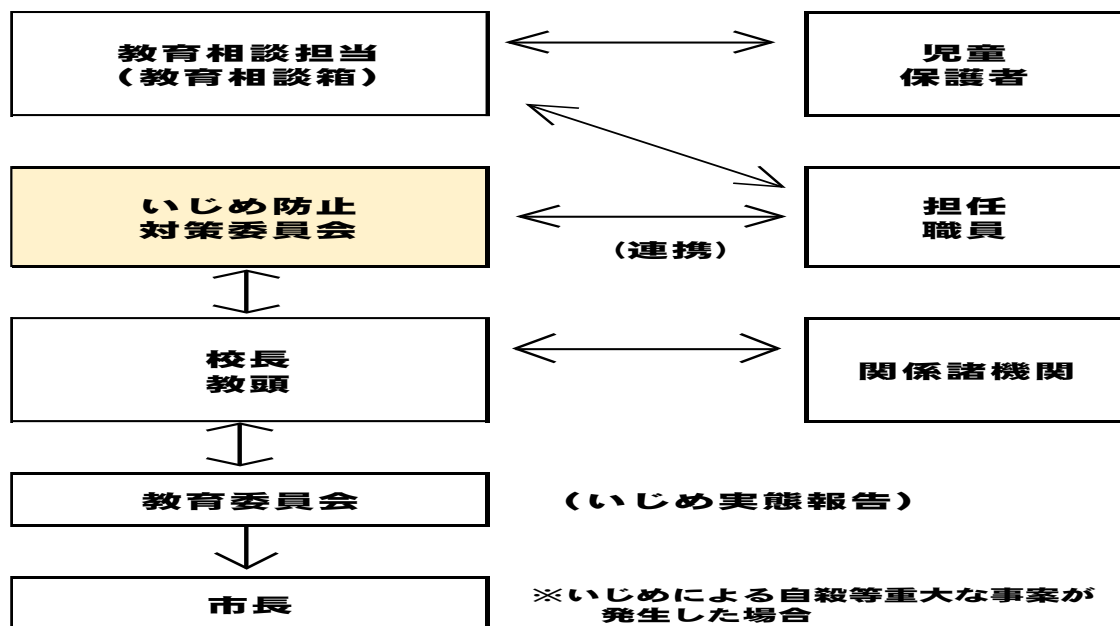 教育相談担当
(教育相談箱)
児童
保護者
いじめ防止
対策委員会
(連携)
担任
職員
校長
教頭
関係諸機関
教育委員会
(いじめ実態報告)
市長
※いじめによる自殺等重大な事案が
発生した場合